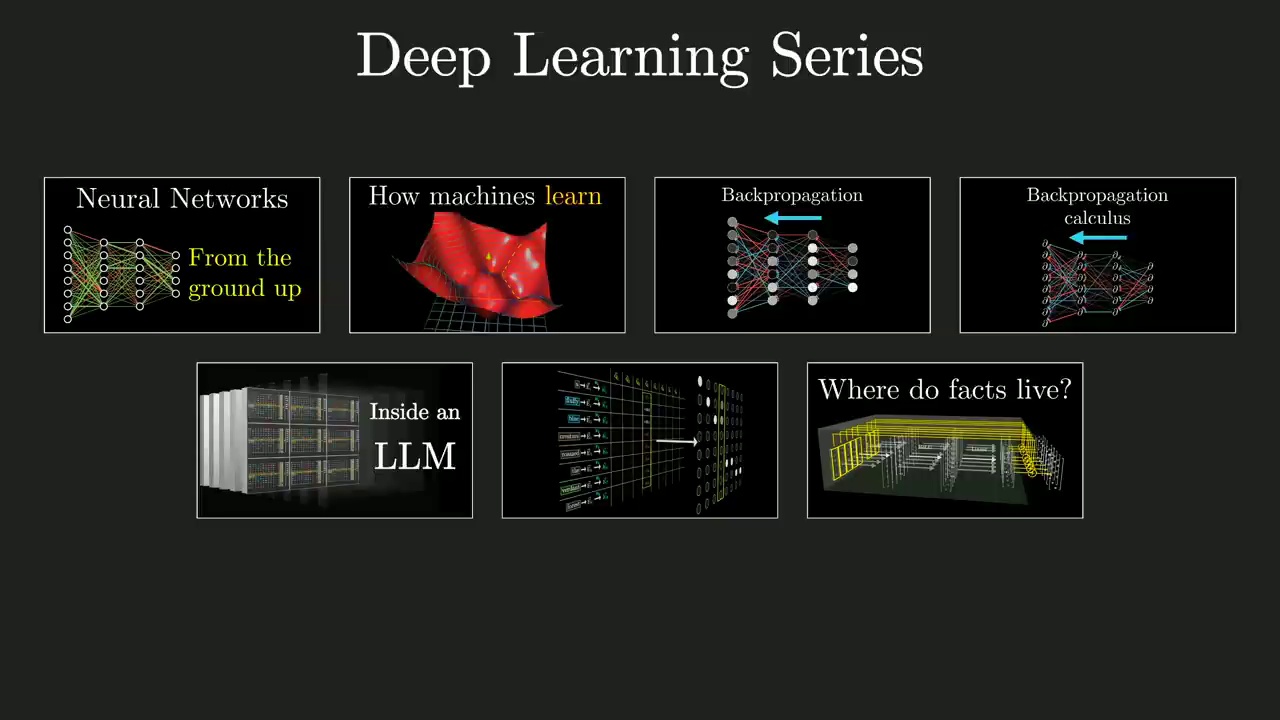 Deep Learning Series
Neural Networks
From the
ground up
How machines learn
Backpropagation
Backpropagation
calculus
Inside an
LLM
Where do facts live?